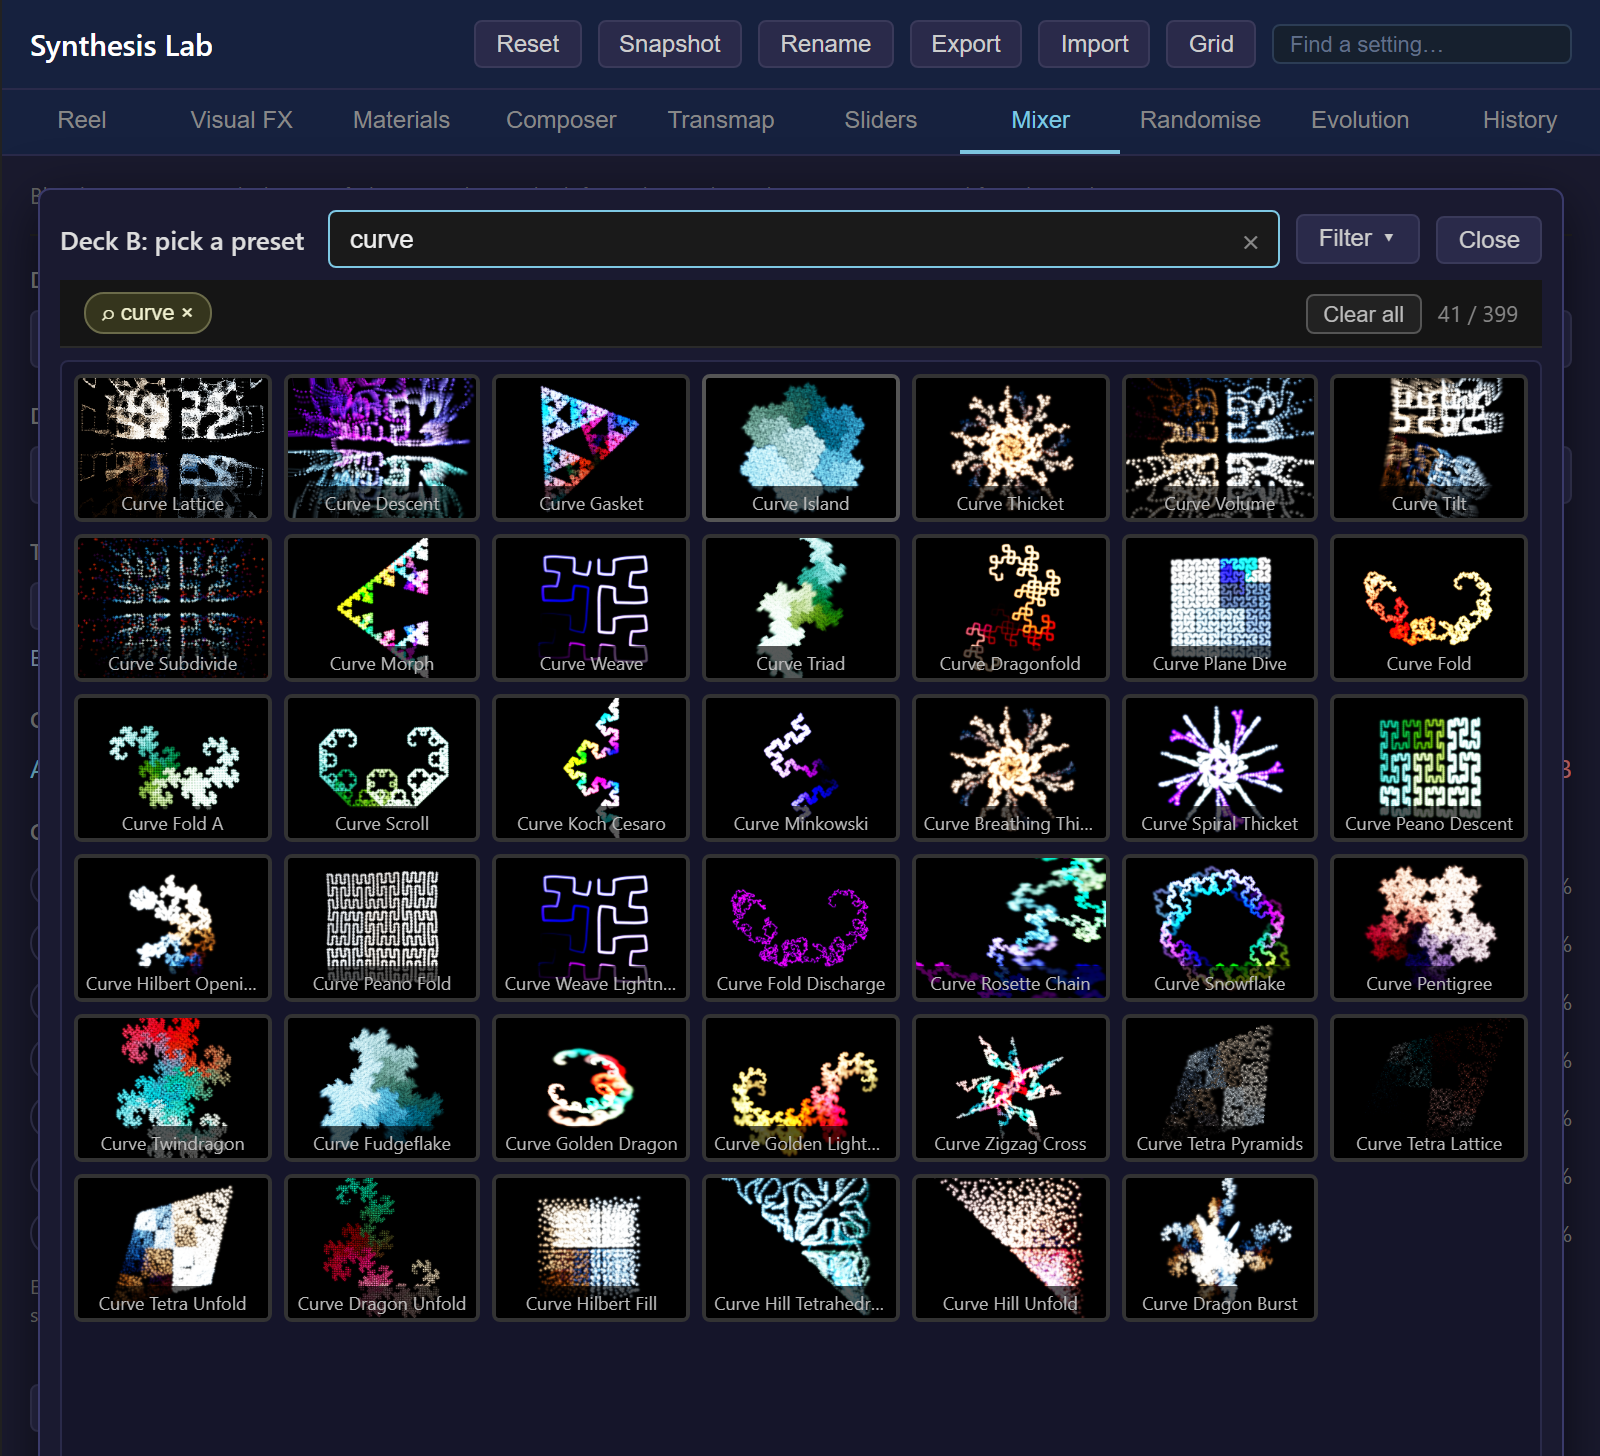 Synthesis Lab
Reset
Snapshot
Rename
Export
Import
Grid
Find a setting...
Reel
Visual FX
Materials
Composer
Transmap
Sliders
Mixer
Randomise
Evolution
History
Deck B: pick a preset
curve
×
Filter ▼
Close
curve ×
Clear all
41 / 399
Curve Lattice
Curve Descent
Curve Gasket
Curve Island
Curve Thicket
Curve Volume
Curve Tilt
Curve Subdivide
Curve Morph
Curve Weave
Curve Triad
Curve Dragonfold
Curve Plane Dive
Curve Fold
Curve Fold A
Curve Scroll
Curve Koch Cesaro
Curve Minkowski
Curve Breathing Thi...
Curve Spiral Thicket
Curve Peano Descent
Curve Hilbert Openi...
Curve Peano Fold
Curve Weave Lightn...
Curve Fold Discharge
Curve Rosette Chain
Curve Snowflake
Curve Pentigree
Curve Twindragon
Curve Fudgeflake
Curve Golden Dragon
Curve Golden Light...
Curve Zigzag Cross
Curve Tetra Pyramids
Curve Tetra Lattice
Curve Tetra Unfold
Curve Dragon Unfold
Curve Hilbert Fill
Curve Hill Tetrahedr...
Curve Hill Unfold
Curve Dragon Burst